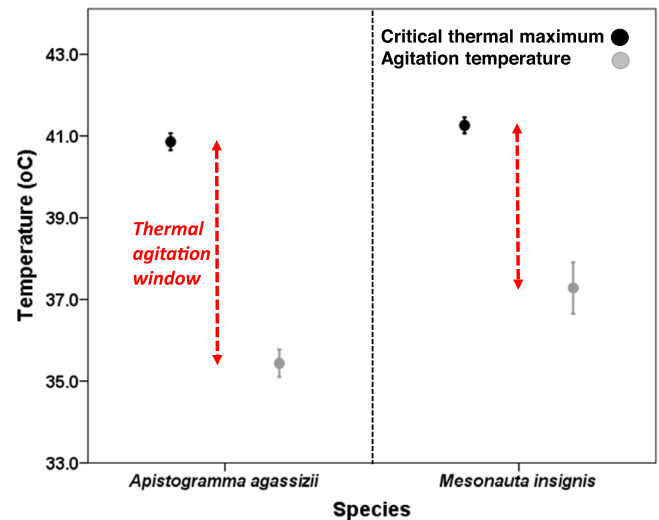 Critical thermal maximum
Agitation temperature
Temperature (oC)
43.0
41.0
39.0
37.0
35.0
33.0
Thermal
agitation
window
Apistogramma agassizii
Mesonauta insignis
Species